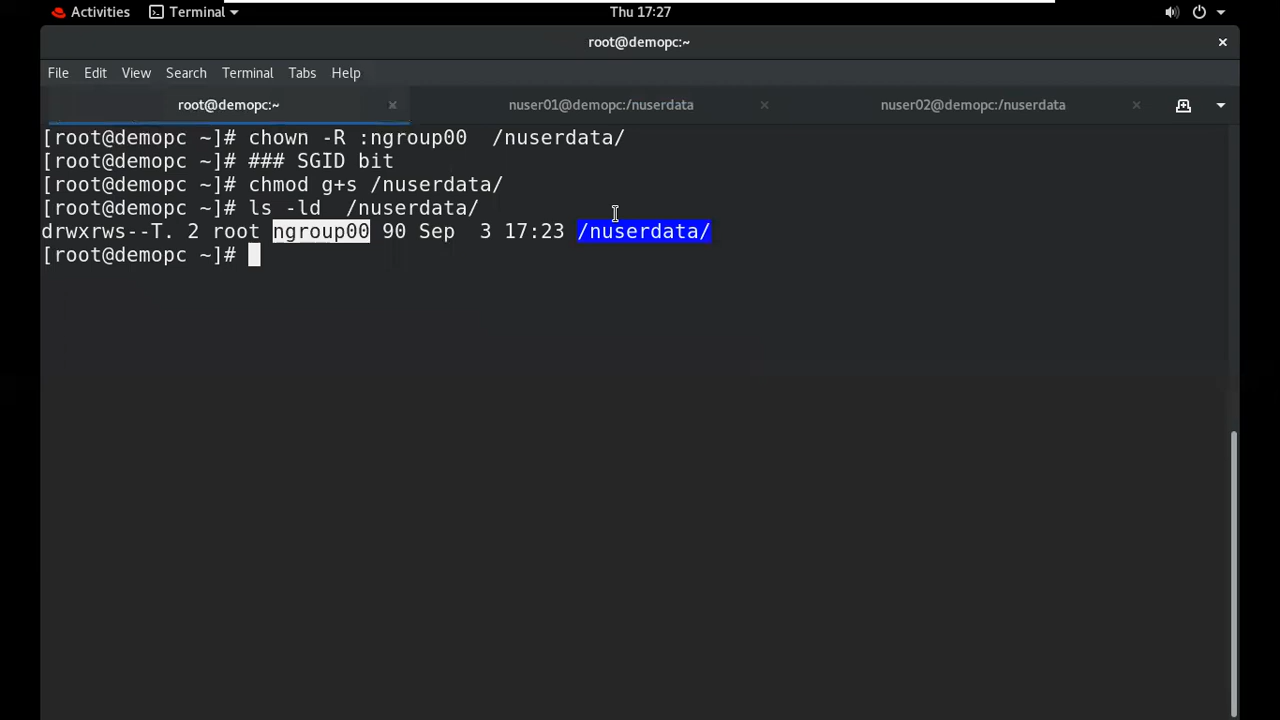 Activities Terminal Thu 17:27
root@demopc:~
File Edit View Search Terminal Tabs Help
root@demopc:~ nuser01@demopc:/nuserdata nuser02@demopc:/nuserdata
[root@demopc ~]# chown -R :ngroup00  /nuserdata/
[root@demopc ~]# ### SGID bit
[root@demopc ~]# chmod g+s /nuserdata/
[root@demopc ~]# ls -ld  /nuserdata/
drwxrws--T. 2 root ngroup00 90 Sep  3 17:23 /nuserdata/
[root@demopc ~]#